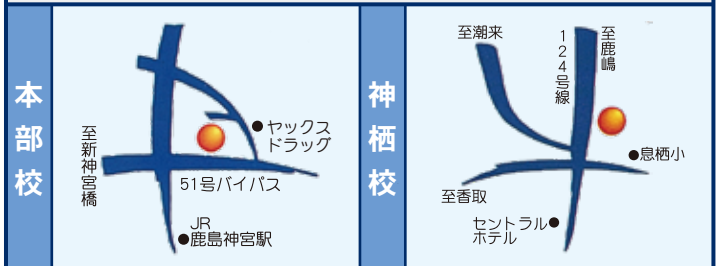 本部校
至新神宮橋
ヤックス
ドラッグ
51号バイパス
JR
鹿島神宮駅
神栖校
至潮来
124号線
至鹿嶋
息栖小
至香取
セントラル
ホテル